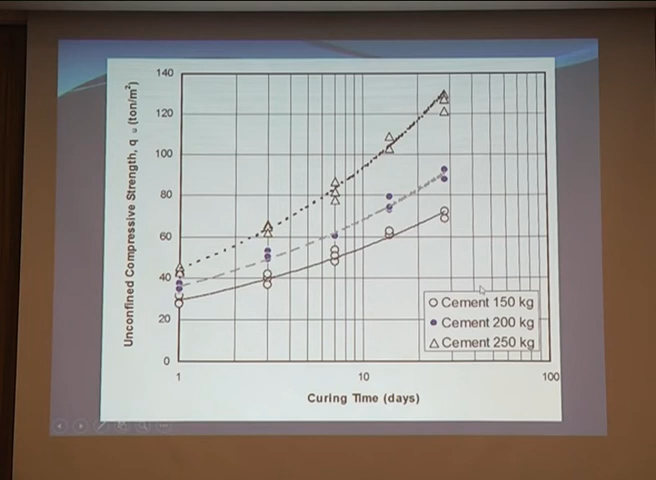 140
120
100
80
60
40
20
0
Unconfined Compressive Strength, q u (ton/m²)
Cement 150 kg
Cement 200 kg
Cement 250 kg
1
10
100
Curing Time (days)